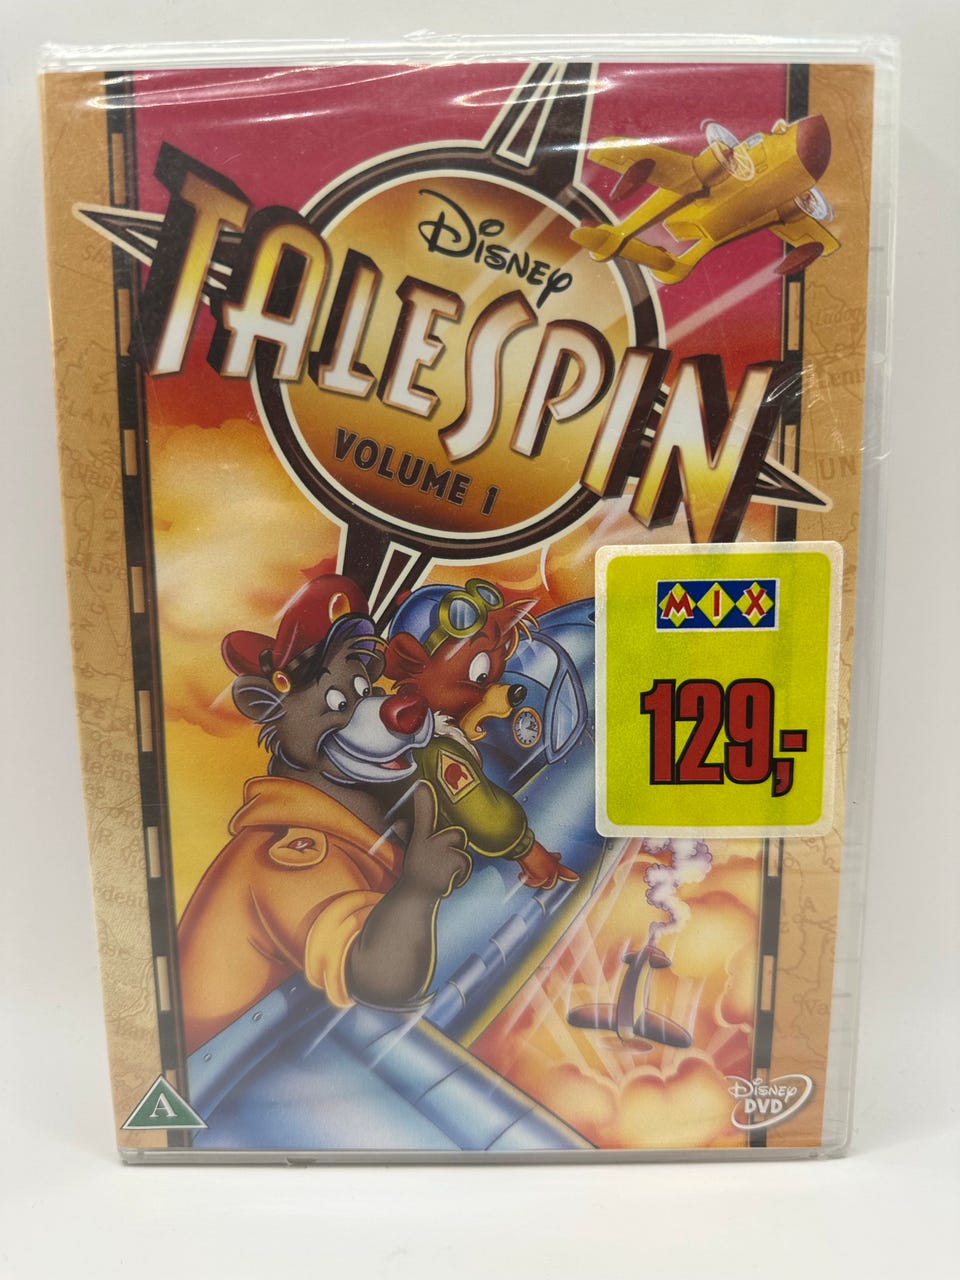 Disney
TALESPIN
VOLUME 1
MIX
129,-
A
Disney
DVD